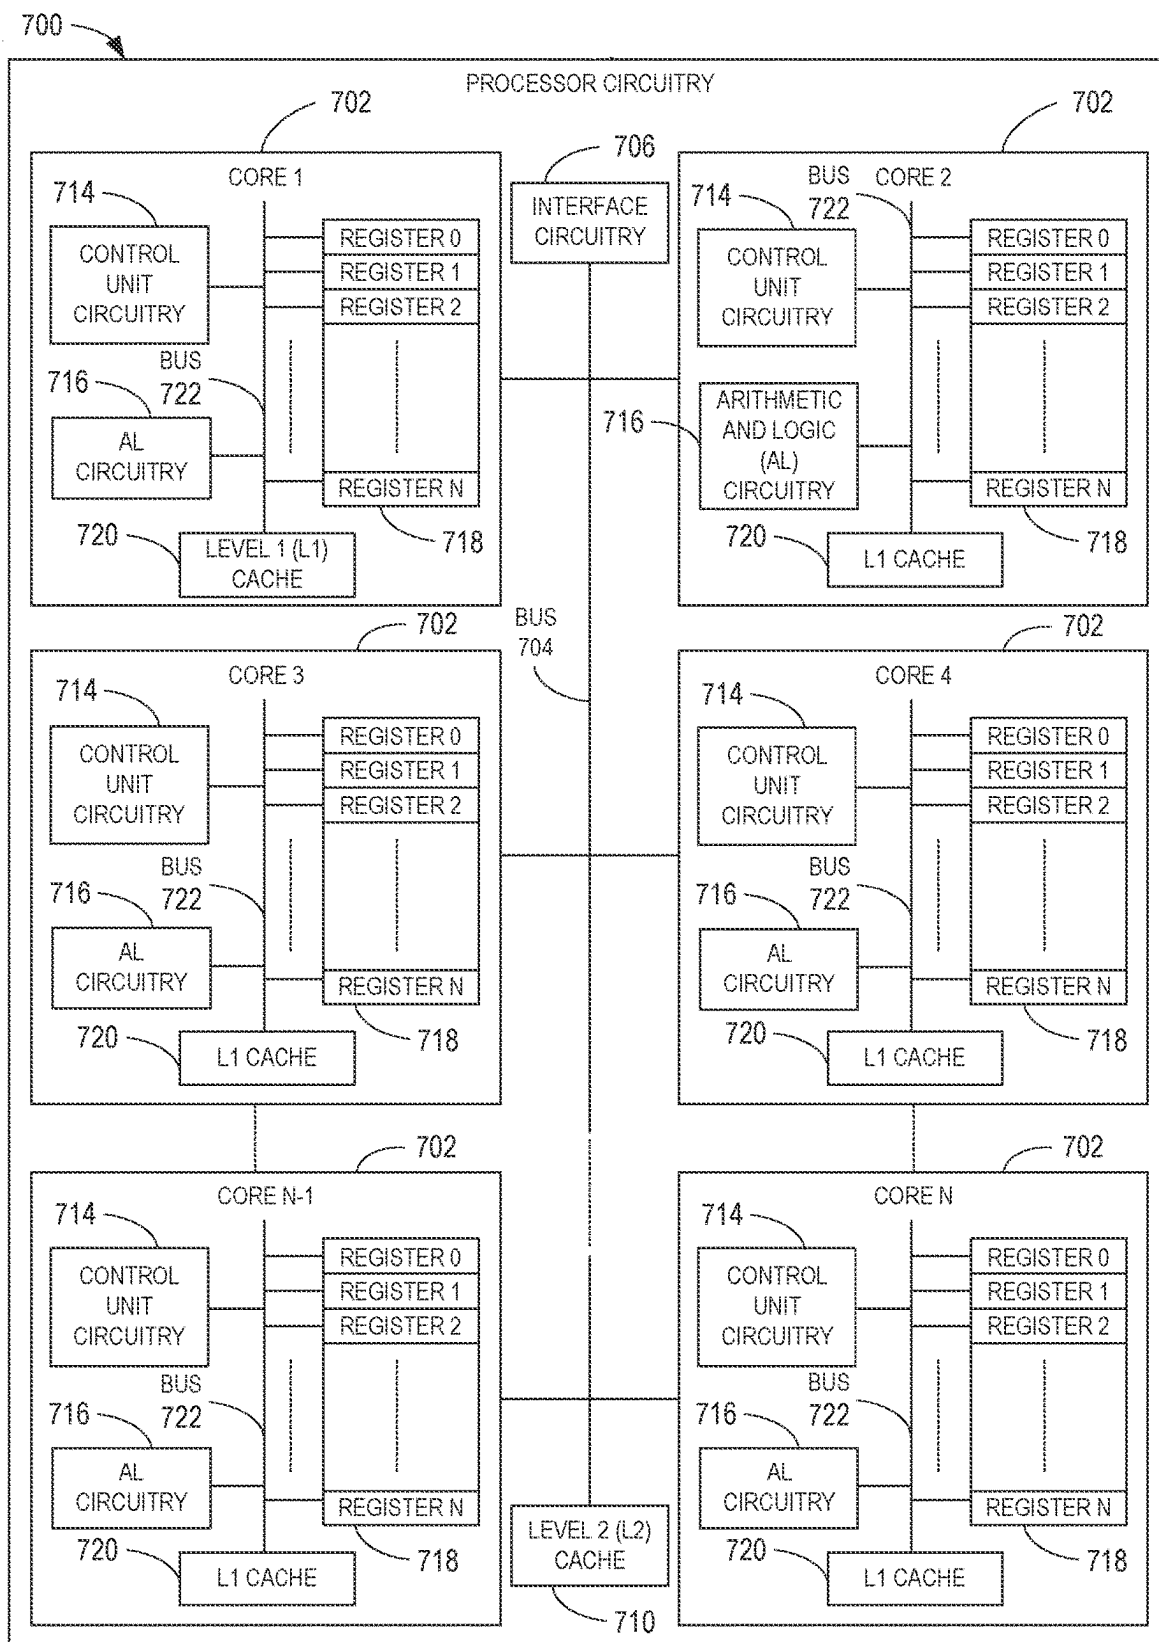 700
PROCESSOR CIRCUITRY
702
CORE 1
714
CONTROL
UNIT
CIRCUITRY
REGISTER 0
REGISTER 1
REGISTER 2
BUS
722
716
AL
CIRCUITRY
REGISTER N
718
720
LEVEL 1 (L1)
CACHE
706
INTERFACE
CIRCUITRY
702
CORE 2
BUS
722
714
CONTROL
UNIT
CIRCUITRY
REGISTER 0
REGISTER 1
REGISTER 2
716
ARITHMETIC
AND LOGIC
(AL)
CIRCUITRY
REGISTER N
718
720
L1 CACHE
BUS
704
702
CORE 3
714
CONTROL
UNIT
CIRCUITRY
REGISTER 0
REGISTER 1
REGISTER 2
BUS
722
716
AL
CIRCUITRY
REGISTER N
718
720
L1 CACHE
702
CORE 4
714
CONTROL
UNIT
CIRCUITRY
REGISTER 0
REGISTER 1
REGISTER 2
BUS
722
716
AL
CIRCUITRY
REGISTER N
718
720
L1 CACHE
702
CORE N-1
714
CONTROL
UNIT
CIRCUITRY
REGISTER 0
REGISTER 1
REGISTER 2
BUS
722
716
AL
CIRCUITRY
REGISTER N
718
720
L1 CACHE
LEVEL 2 (L2)
CACHE
710
702
CORE N
714
CONTROL
UNIT
CIRCUITRY
REGISTER 0
REGISTER 1
REGISTER 2
BUS
722
716
AL
CIRCUITRY
REGISTER N
718
720
L1 CACHE